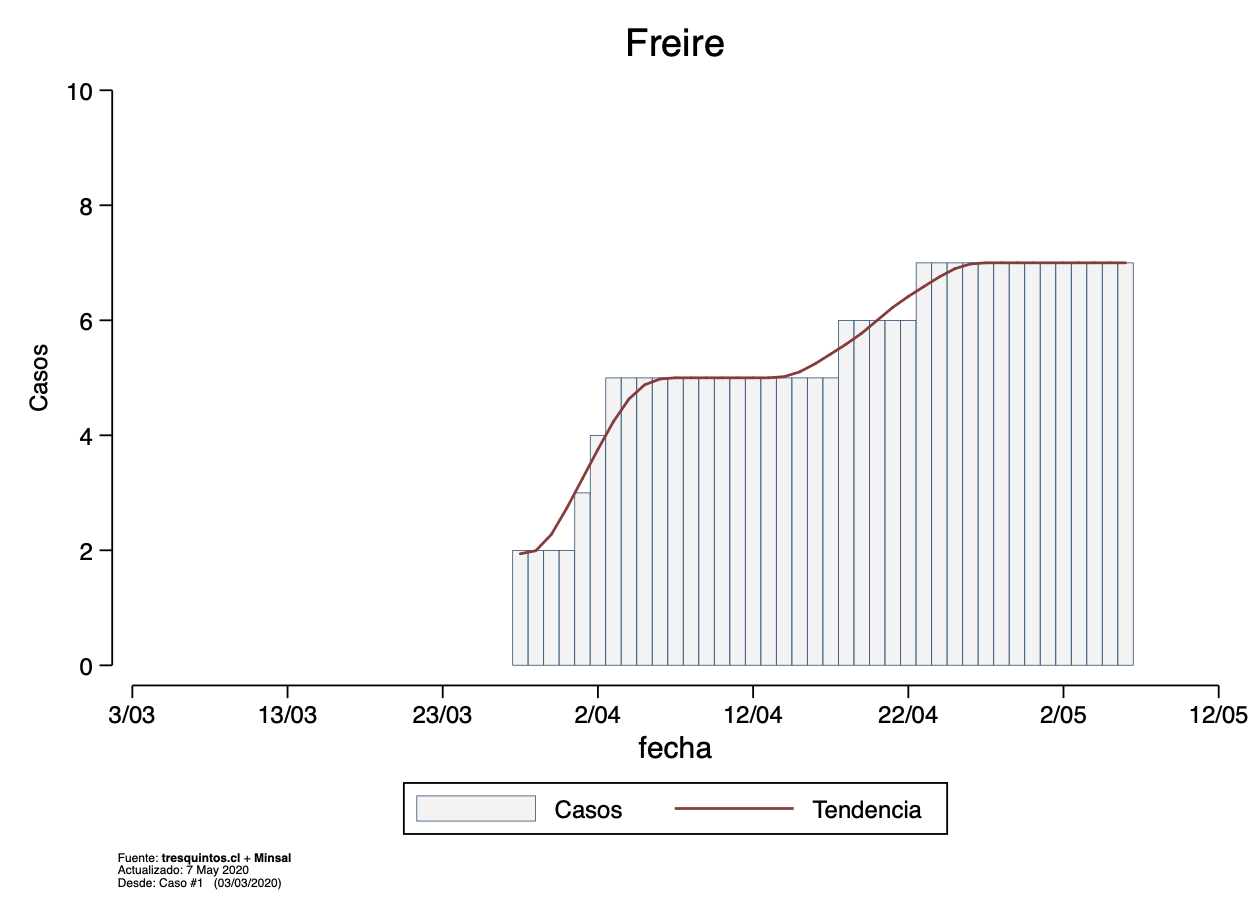 Freire
10
8
6
4
2
0
Casos
3/03 13/03 23/03 2/04 12/04 22/04 2/05 12/05
fecha
Casos Tendencia
Fuente: tresquintos.cl + Minsal
Actualizado: 7 May 2020
Desde: Caso #1 (03/03/2020)